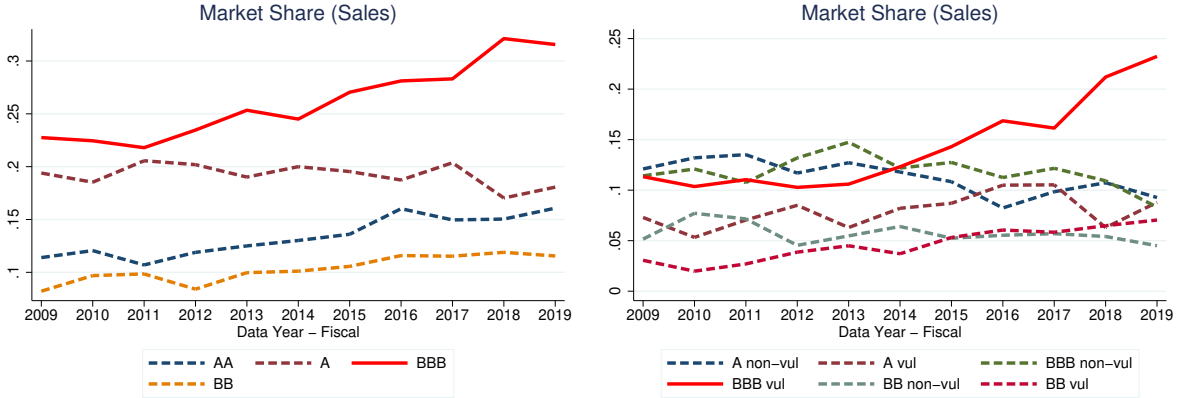 Market Share (Sales)
.3
.25
.2
.15
.1
2009 2010 2011 2012 2013 2014 2015 2016 2017 2018 2019
Data Year − Fiscal
AA A BBB
BB
Market Share (Sales)
.25
.2
.15
.1
.05
0
2009 2010 2011 2012 2013 2014 2015 2016 2017 2018 2019
Data Year − Fiscal
A non−vul A vul BBB non−vul
BBB vul BB non−vul BB vul